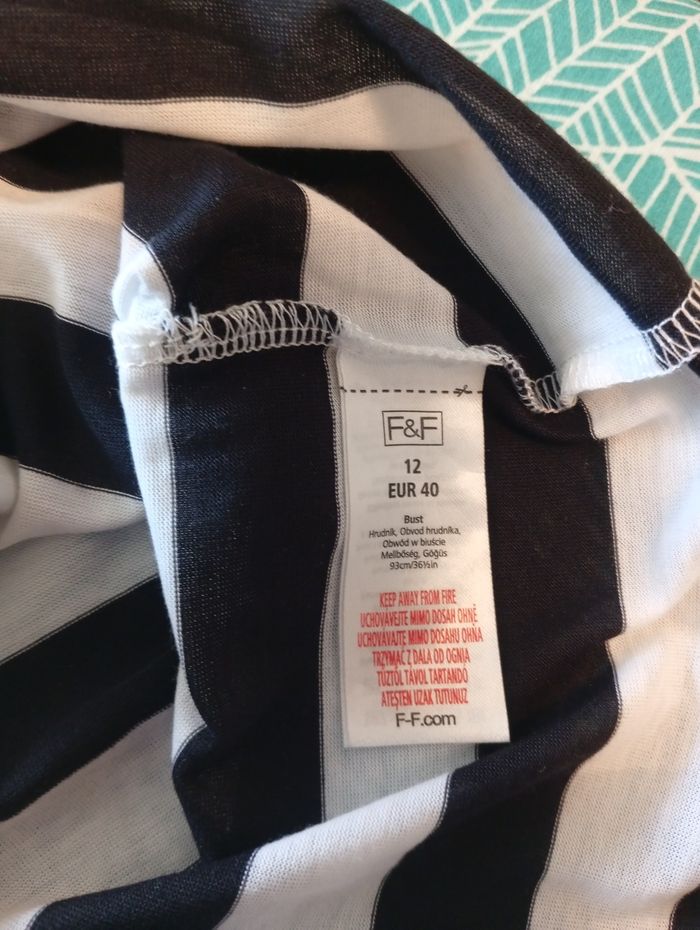 F&F
12
EUR 40
Bust
Hrudník, Obvod hrudníka,
Obwód w biuście
Mellbőség, Göğüs
93cm/36½in
KEEP AWAY FROM FIRE
UCHOVÁVEJTE MIMO DOSAH OHNĚ
UCHOVÁVAJTE MIMO DOSAHU OHŇA
TRZYMAĆ Z DALA OD OGNIA
TŰZTŐL TÁVOL TARTANDÓ
ATEŞTEN UZAK TUTUNUZ
F-F.com